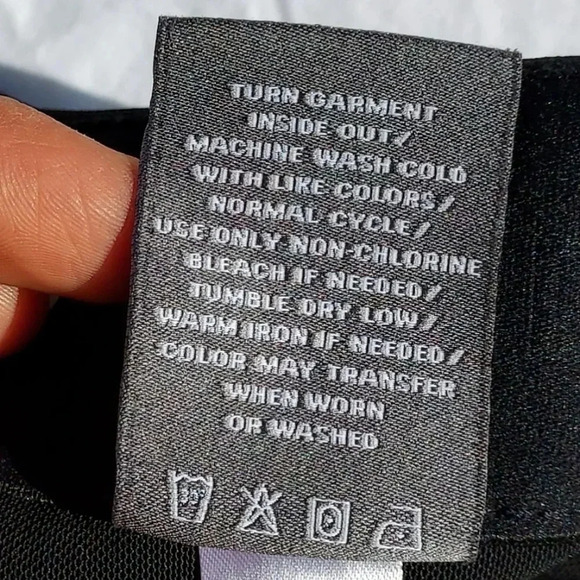 TURN GARMENT
INSIDE OUT/
MACHINE WASH COLD
WITH LIKE COLORS/
NORMAL CYCLE/
USE ONLY NON-CHLORINE
BLEACH IF NEEDED/
TUMBLE DRY LOW/
WARM IRON IF NEEDED/
COLOR MAY TRANSFER
WHEN WORN
OR WASHED
30°